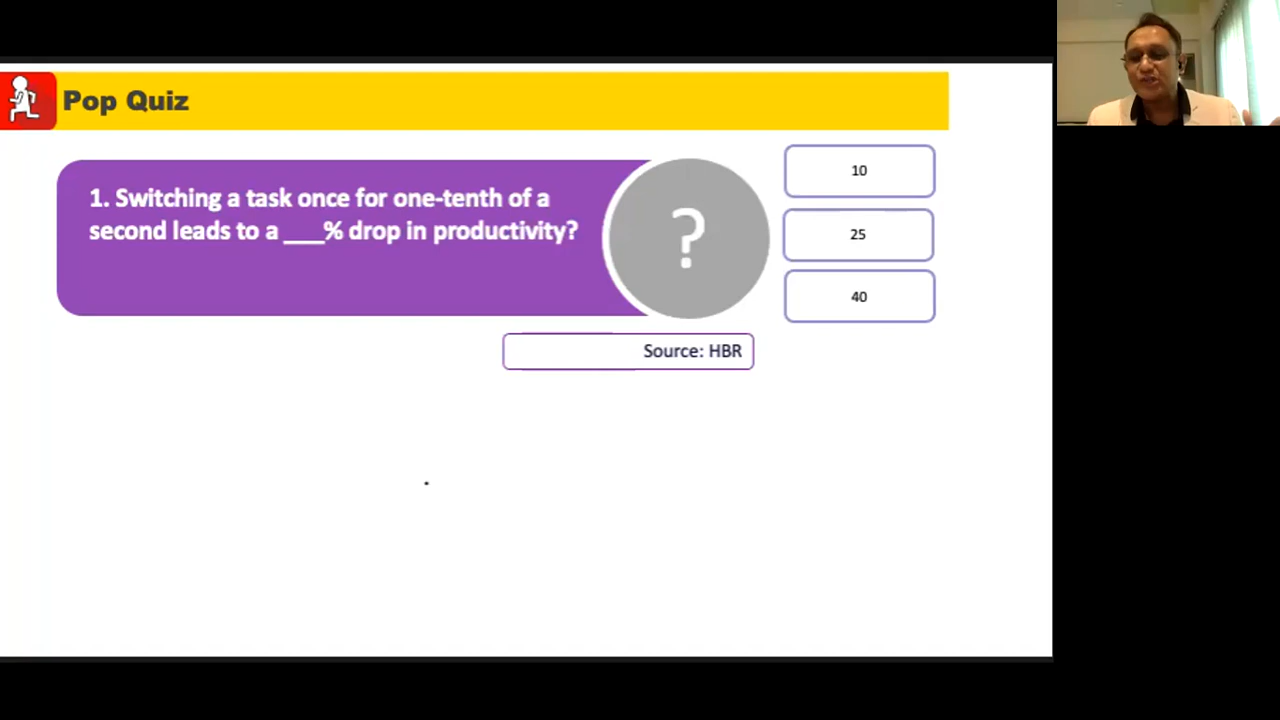 Pop Quiz
1. Switching a task once for one-tenth of a
second leads to a ___% drop in productivity?
?
10
25
40
Source: HBR